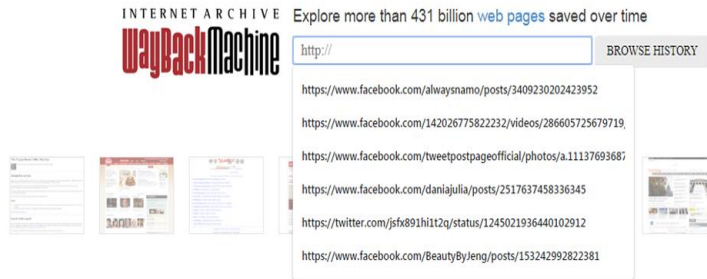 INTERNET ARCHIVE
WayBackMachine
Explore more than 431 billion web pages saved over time
http://
BROWSE HISTORY
https://www.facebook.com/alwaysnamo/posts/3409230202423952
https://www.facebook.com/142026775822232/videos/286605725679719,
https://www.facebook.com/tweetpostpageofficial/photos/a.11137693687
https://www.facebook.com/daniajulia/posts/2517637458336345
https://twitter.com/jsfx891hi1t2q/status/1245021936440102912
https://www.facebook.com/BeautyByJeng/posts/153242992822381